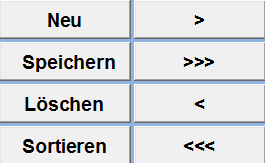 Neu >
Speichern >>>
Löschen <
Sortieren <<<